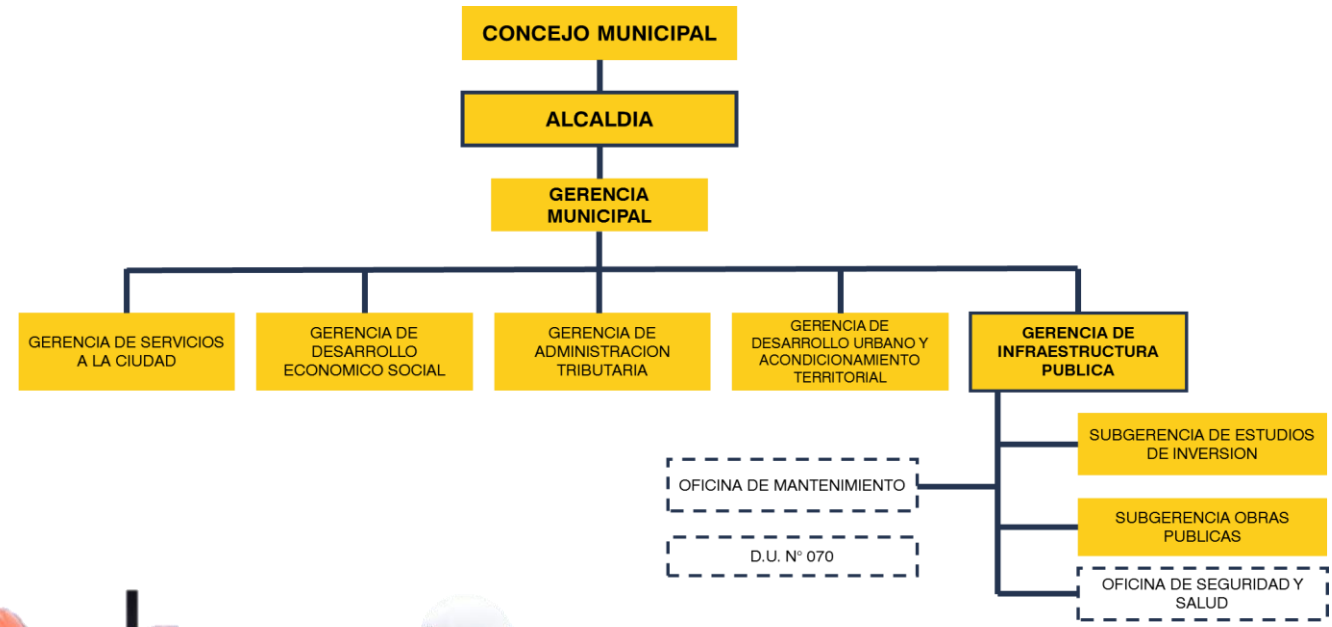 CONCEJO MUNICIPAL
ALCALDIA
GERENCIA
MUNICIPAL
GERENCIA DE SERVICIOS
A LA CIUDAD
GERENCIA DE
DESARROLLO
ECONOMICO SOCIAL
GERENCIA DE
ADMINISTRACION
TRIBUTARIA
GERENCIA DE
DESARROLLO URBANO Y
ACONDICIONAMIENTO
TERRITORIAL
GERENCIA DE
INFRAESTRUCTURA
PUBLICA
SUBGERENCIA DE ESTUDIOS
DE INVERSION
OFICINA DE MANTENIMIENTO
SUBGERENCIA OBRAS
PUBLICAS
D.U. N° 070
OFICINA DE SEGURIDAD Y
SALUD